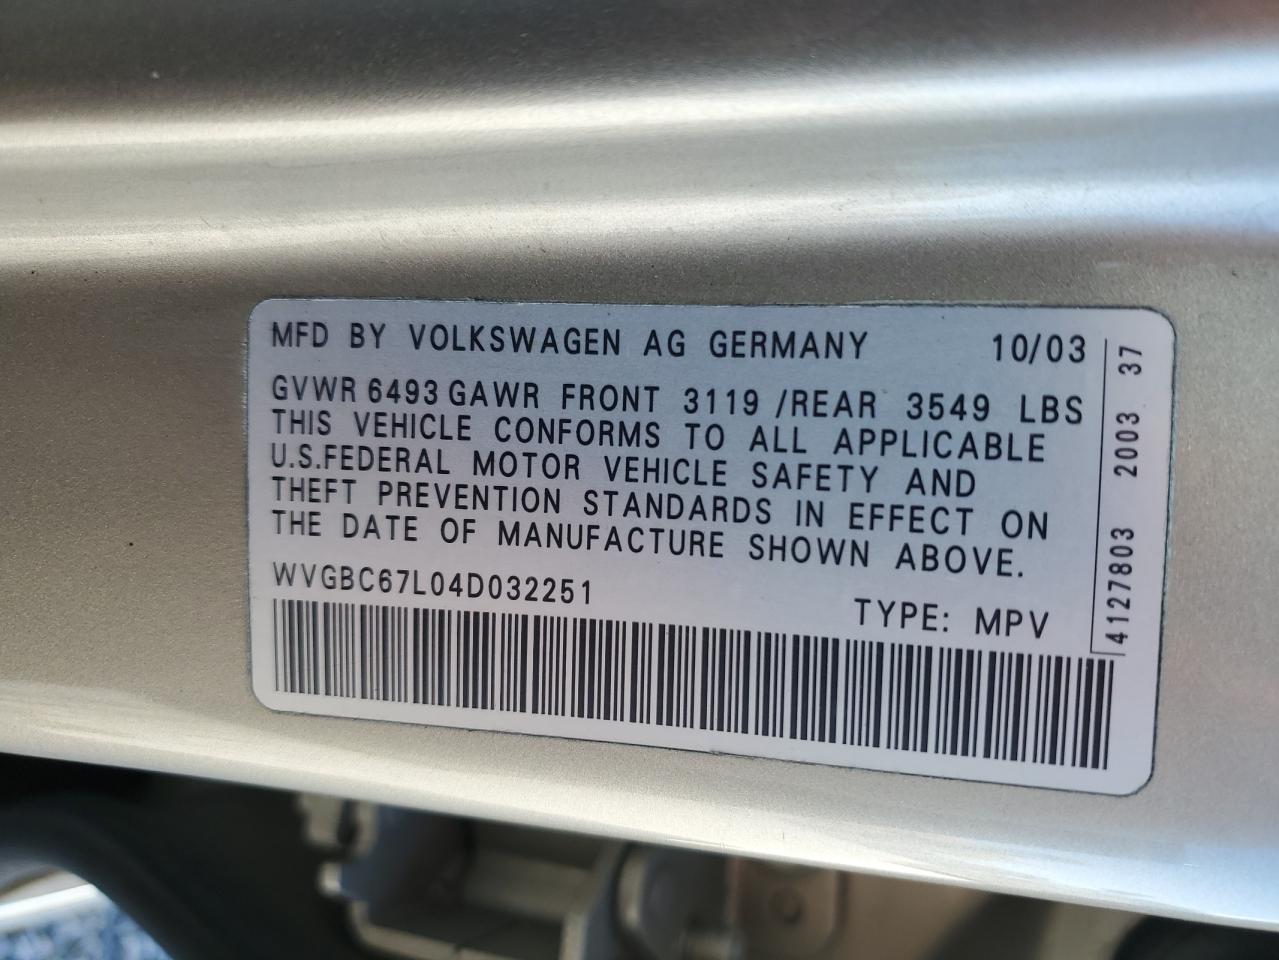 MFD BY VOLKSWAGEN AG GERMANY 10/03
GVWR 6493 GAWR FRONT 3119 /REAR 3549 LBS
THIS VEHICLE CONFORMS TO ALL APPLICABLE
U.S.FEDERAL MOTOR VEHICLE SAFETY AND
THEFT PREVENTION STANDARDS IN EFFECT ON
THE DATE OF MANUFACTURE SHOWN ABOVE.
WVGBC67L04D032251
TYPE: MPV
4127803 2003 37